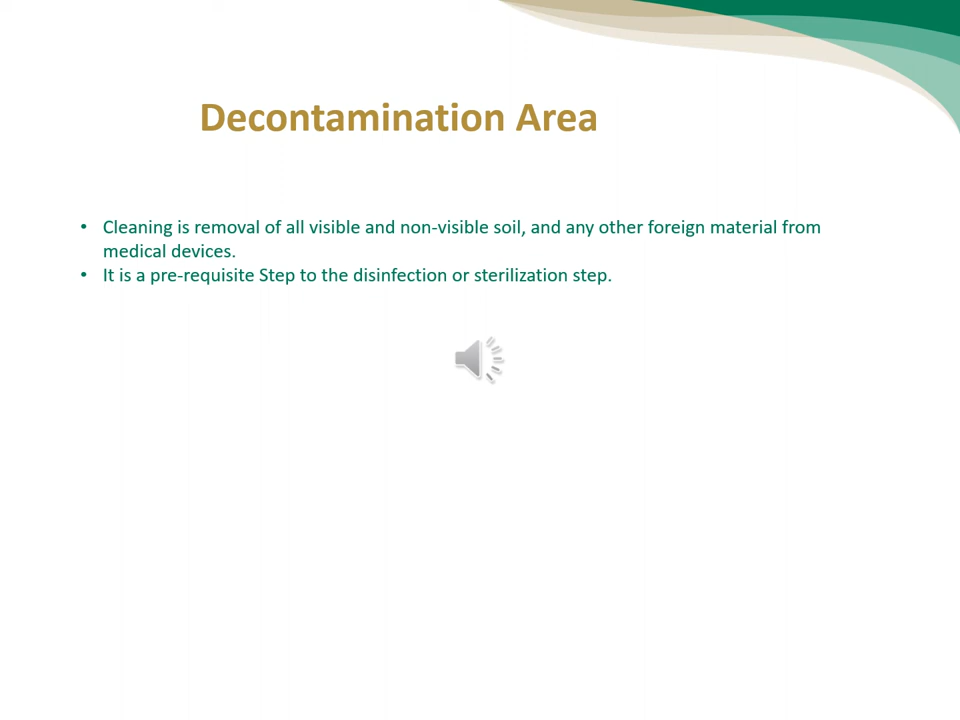 Decontamination Area
• Cleaning is removal of all visible and non-visible soil, and any other foreign material from
medical devices.
• It is a pre-requisite Step to the disinfection or sterilization step.